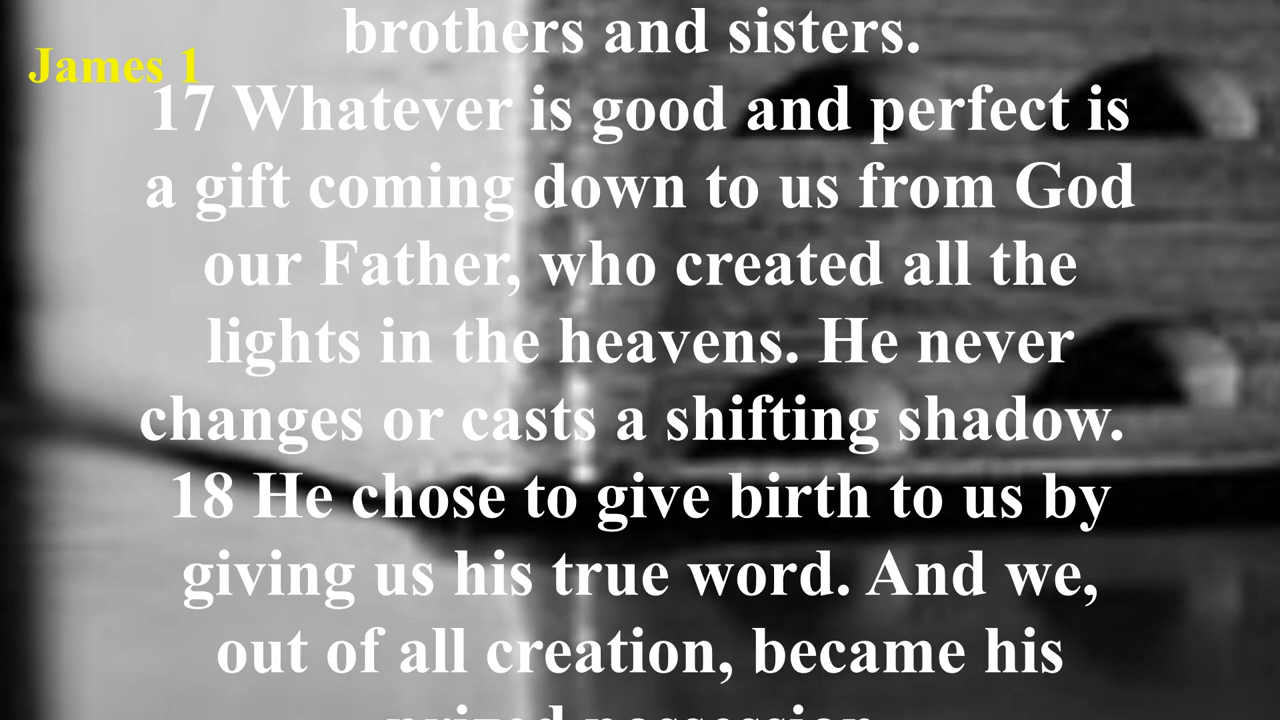 brothers and sisters.
James 1
17 Whatever is good and perfect is
a gift coming down to us from God
our Father, who created all the
lights in the heavens. He never
changes or casts a shifting shadow.
18 He chose to give birth to us by
giving us his true word. And we,
out of all creation, became his
prized possession.